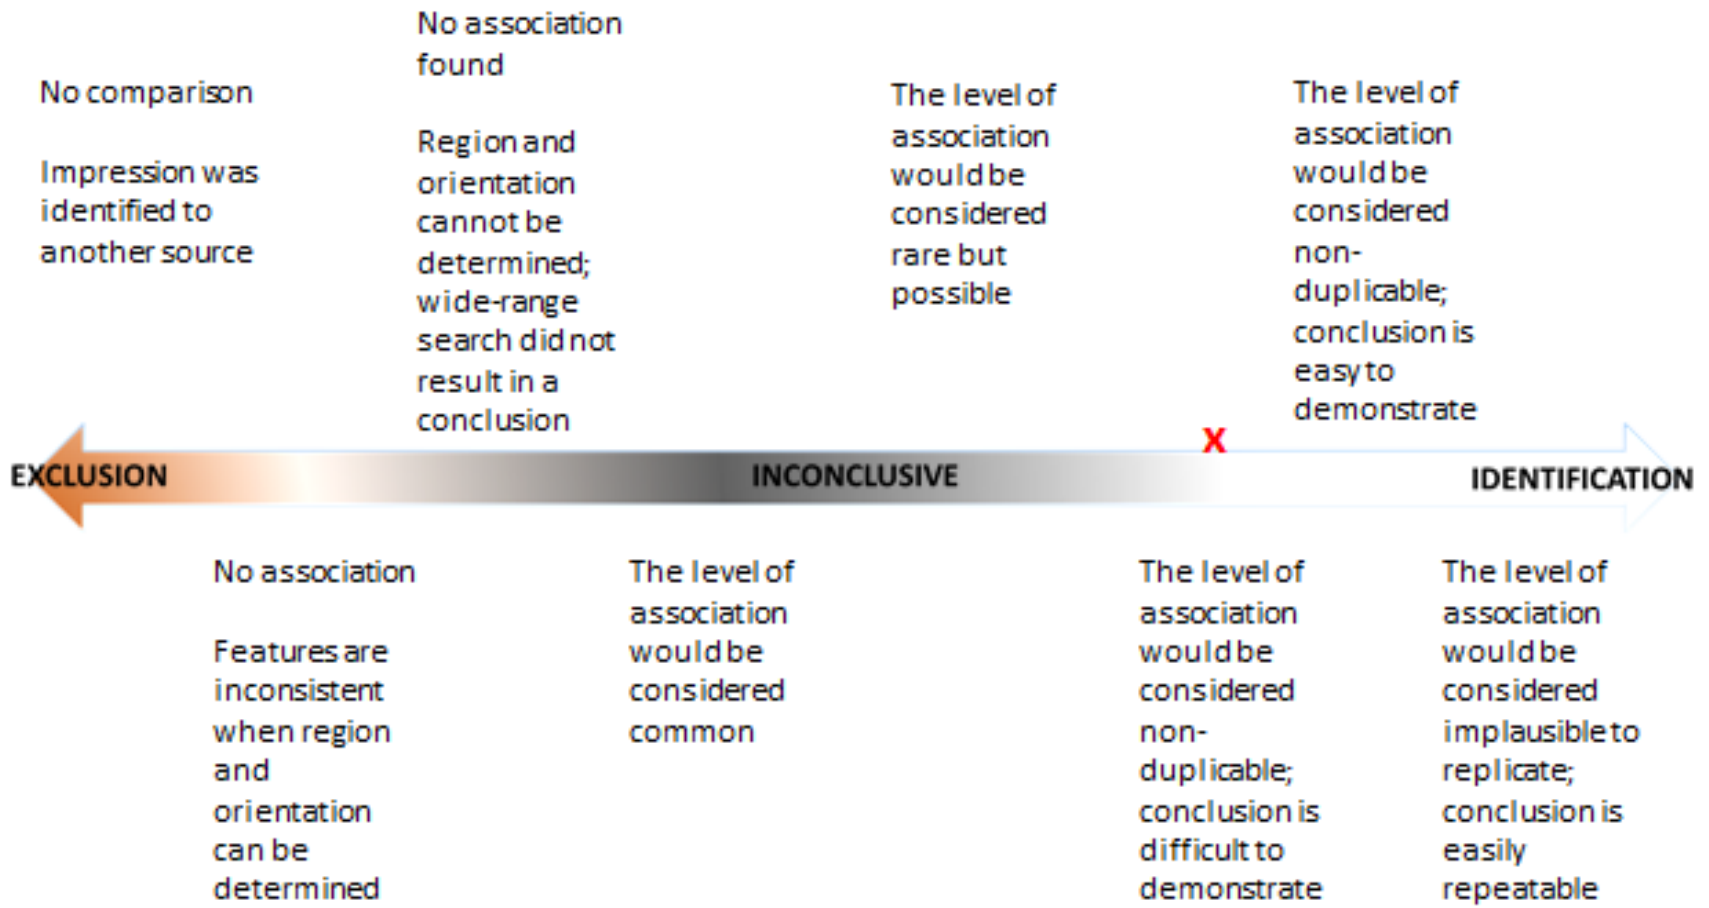 No comparison
Impression was
identified to
another source
No association
found
Region and
orientation
cannot be
determined;
wide-range
search did not
result in a
conclusion
The level of
association
would be
considered
rare but
possible
The level of
association
would be
considered
non-
duplicable;
conclusion is
easy to
demonstrate
X
EXCLUSION
INCONCLUSIVE
IDENTIFICATION
No association
Features are
inconsistent
when region
and
orientation
can be
determined
The level of
association
would be
considered
common
The level of
association
would be
considered
non-
duplicable;
conclusion is
difficult to
demonstrate
The level of
association
would be
considered
implausible to
replicate;
conclusion is
easily
repeatable